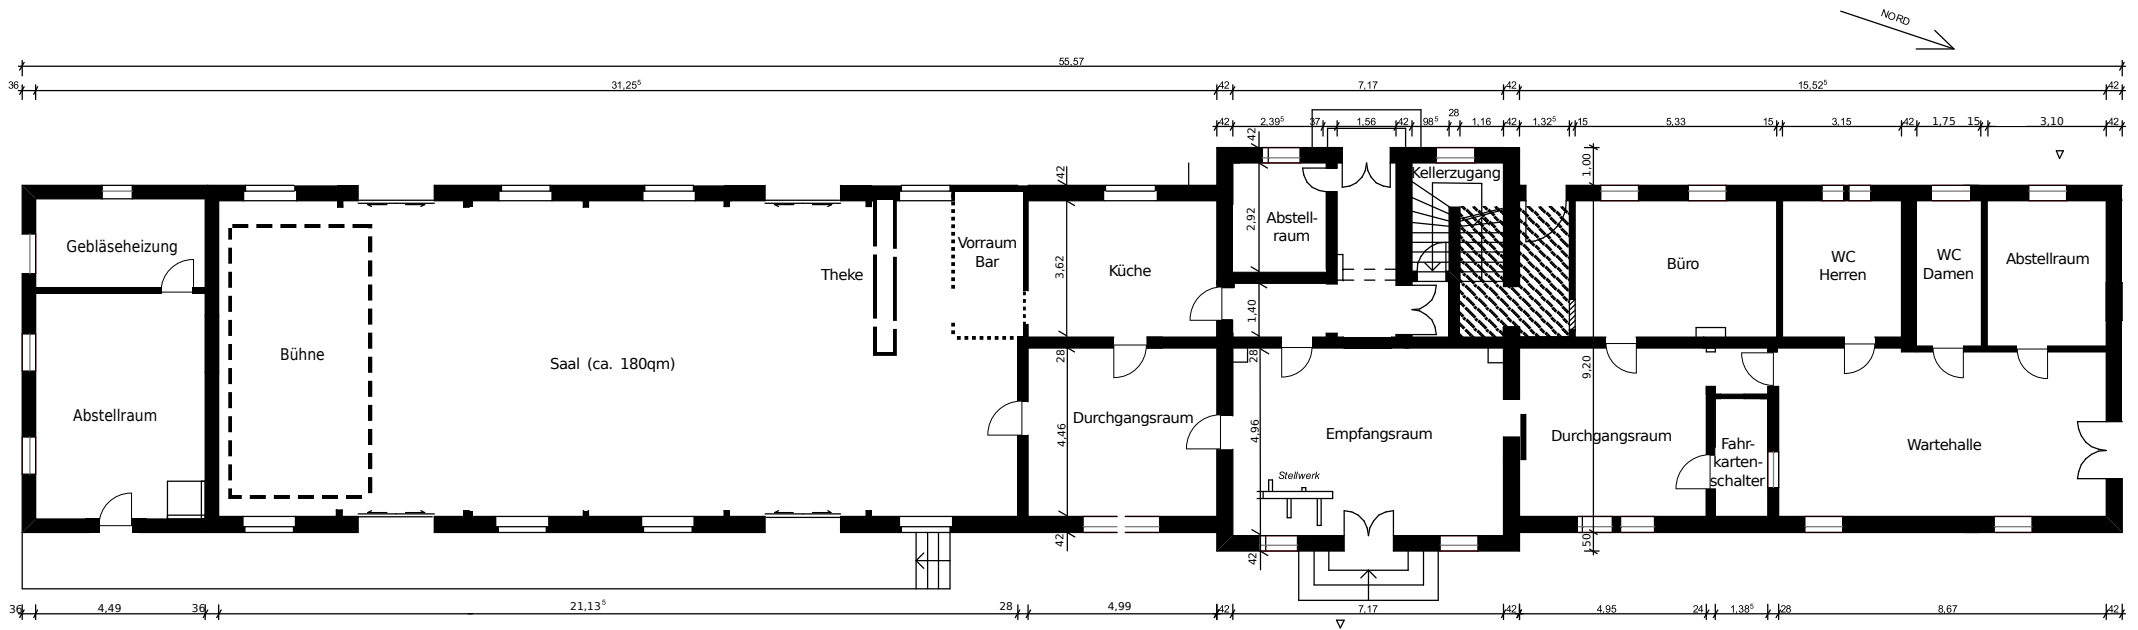 NORD
55,57
36
31,25⁵
42
7,17
42
15,52⁵
42
42
2,39⁵
37
1,56
42
98⁵
28
1,16
42
1,32⁵
15
5,33
15
3,15
42
1,75
15
3,10
42
42
42
1,00
Kellerzugang
Gebläseheizung
Vorraum
Bar
Theke
Küche
3,62
2,92
Abstell-
raum
Büro
WC
Herren
WC
Damen
Abstellraum
1,40
Bühne
Saal (ca. 180qm)
28
28
9,20
Abstellraum
Durchgangsraum
4,46
4,96
Empfangsraum
Durchgangsraum
Fahr-
karten-
schalter
Wartehalle
Stellwerk
42
42
50
36
4,49
36
21,13⁵
28
4,99
42
7,17
42
4,95
24
1,38⁵
28
8,67
42